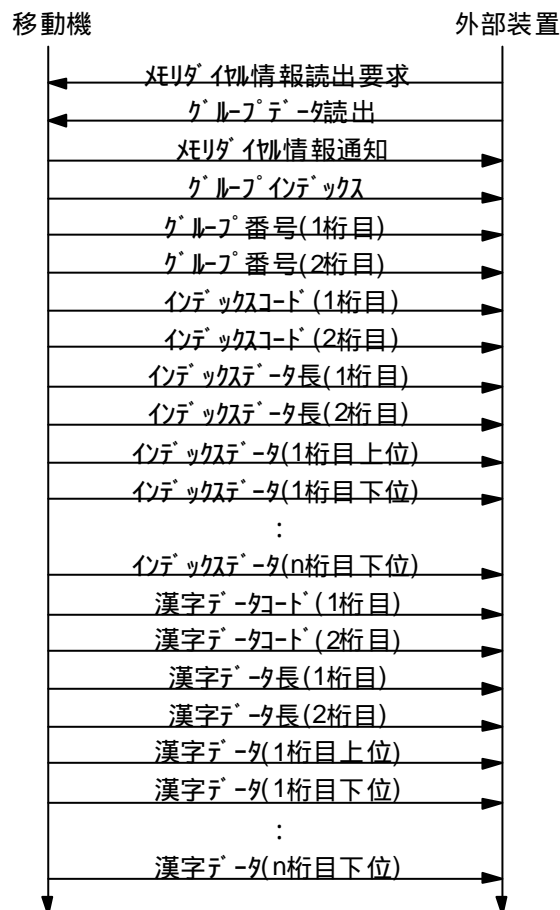 移動機 外部装置
ﾒﾓﾘﾀﾞｲﾔﾙ情報読出要求
ｸﾞﾙｰﾌﾟﾃﾞｰﾀ読出
ﾒﾓﾘﾀﾞｲﾔﾙ情報通知
ｸﾞﾙｰﾌﾟｲﾝﾃﾞｯｸｽ
ｸﾞﾙｰﾌﾟ番号(1桁目)
ｸﾞﾙｰﾌﾟ番号(2桁目)
ｲﾝﾃﾞｯｸｽｺｰﾄﾞ(1桁目)
ｲﾝﾃﾞｯｸｽｺｰﾄﾞ(2桁目)
ｲﾝﾃﾞｯｸｽﾃﾞｰﾀ長(1桁目)
ｲﾝﾃﾞｯｸｽﾃﾞｰﾀ長(2桁目)
ｲﾝﾃﾞｯｸｽﾃﾞｰﾀ(1桁目上位)
ｲﾝﾃﾞｯｸｽﾃﾞｰﾀ(1桁目下位)
:
ｲﾝﾃﾞｯｸｽﾃﾞｰﾀ(n桁目下位)
漢字ﾃﾞｰﾀｺｰﾄﾞ(1桁目)
漢字ﾃﾞｰﾀｺｰﾄﾞ(2桁目)
漢字ﾃﾞｰﾀ長(1桁目)
漢字ﾃﾞｰﾀ長(2桁目)
漢字ﾃﾞｰﾀ(1桁目上位)
漢字ﾃﾞｰﾀ(1桁目下位)
:
漢字ﾃﾞｰﾀ(n桁目下位)